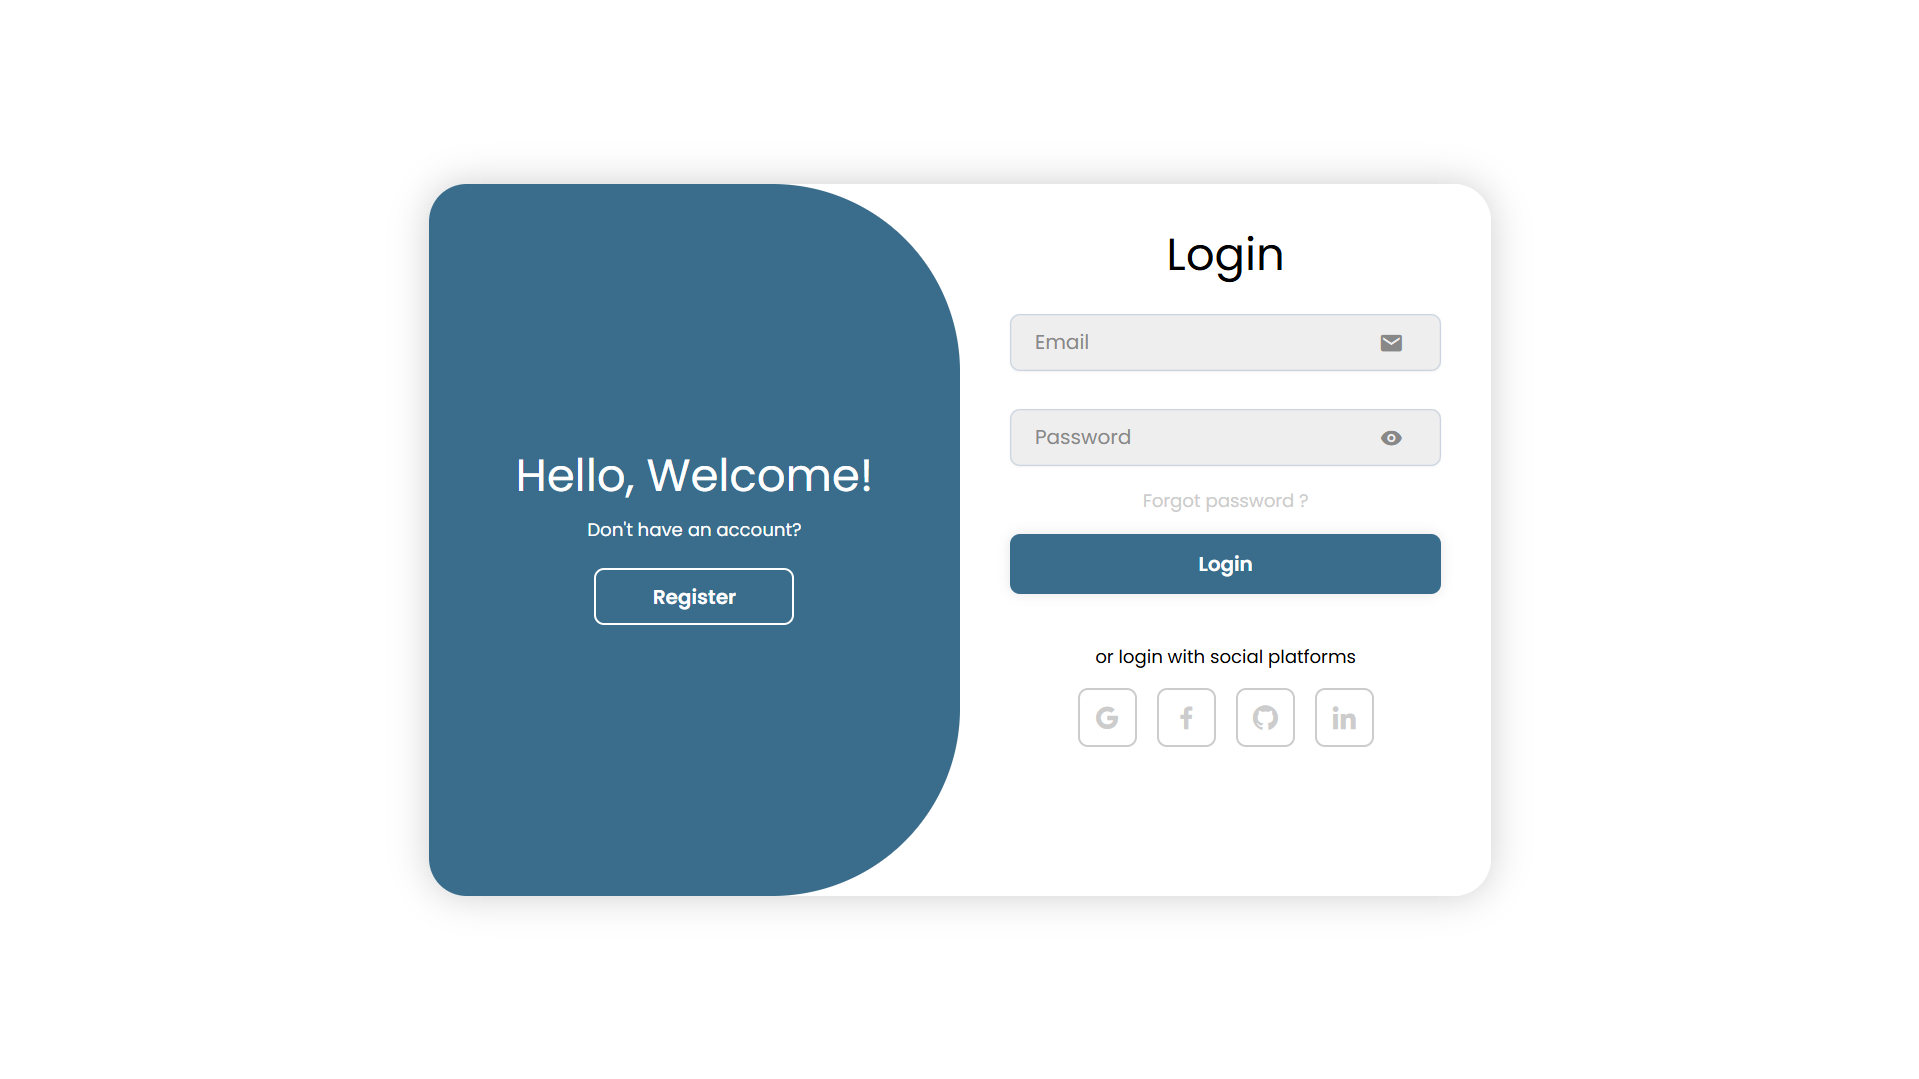 Hello, Welcome!
Don't have an account?
Register
Login
Email
Password
Forgot password ?
Login
or login with social platforms